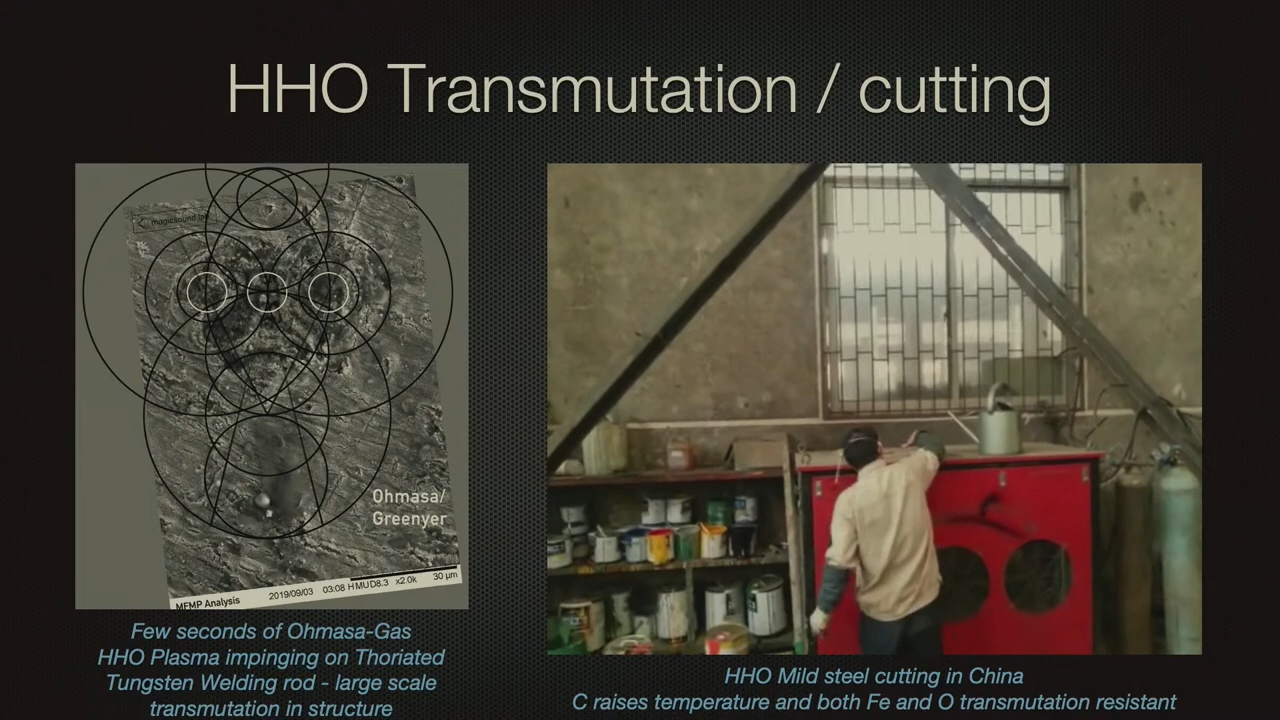 HHO Transmutation / cutting
magicsound lab
Ohmasa/
Greenyer
MFMP Analysis 2019/09/03 03:08 HMUD8.3 x2.0k 30 µm
Few seconds of Ohmasa-Gas
HHO Plasma impinging on Thoriated
Tungsten Welding rod - large scale
transmutation in structure
HHO Mild steel cutting in China
C raises temperature and both Fe and O transmutation resistant